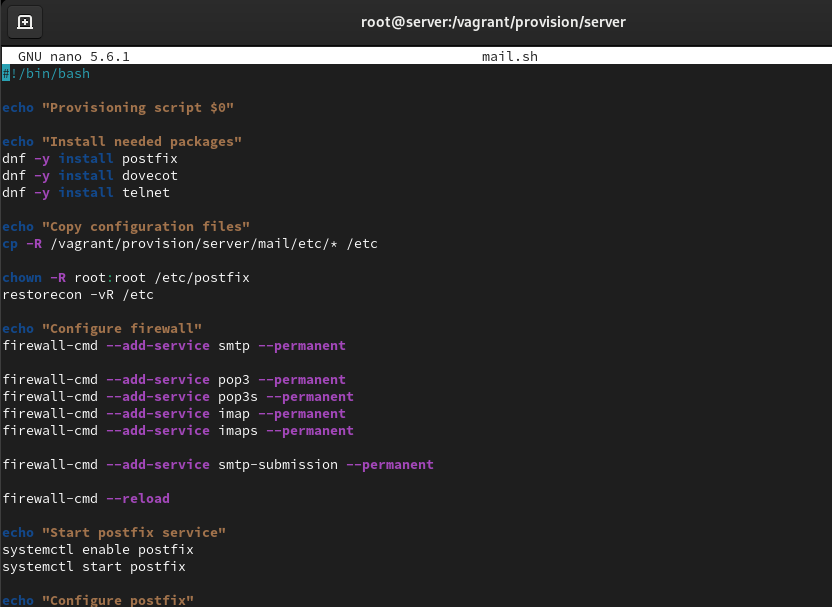 root@server:/vagrant/provision/server
GNU nano 5.6.1 mail.sh
#!/bin/bash
echo "Provisioning script $0"
echo "Install needed packages"
dnf -y install postfix
dnf -y install dovecot
dnf -y install telnet
echo "Copy configuration files"
cp -R /vagrant/provision/server/mail/etc/* /etc
chown -R root:root /etc/postfix
restorecon -vR /etc
echo "Configure firewall"
firewall-cmd --add-service smtp --permanent
firewall-cmd --add-service pop3 --permanent
firewall-cmd --add-service pop3s --permanent
firewall-cmd --add-service imap --permanent
firewall-cmd --add-service imaps --permanent
firewall-cmd --add-service smtp-submission --permanent
firewall-cmd --reload
echo "Start postfix service"
systemctl enable postfix
systemctl start postfix
echo "Configure postfix"